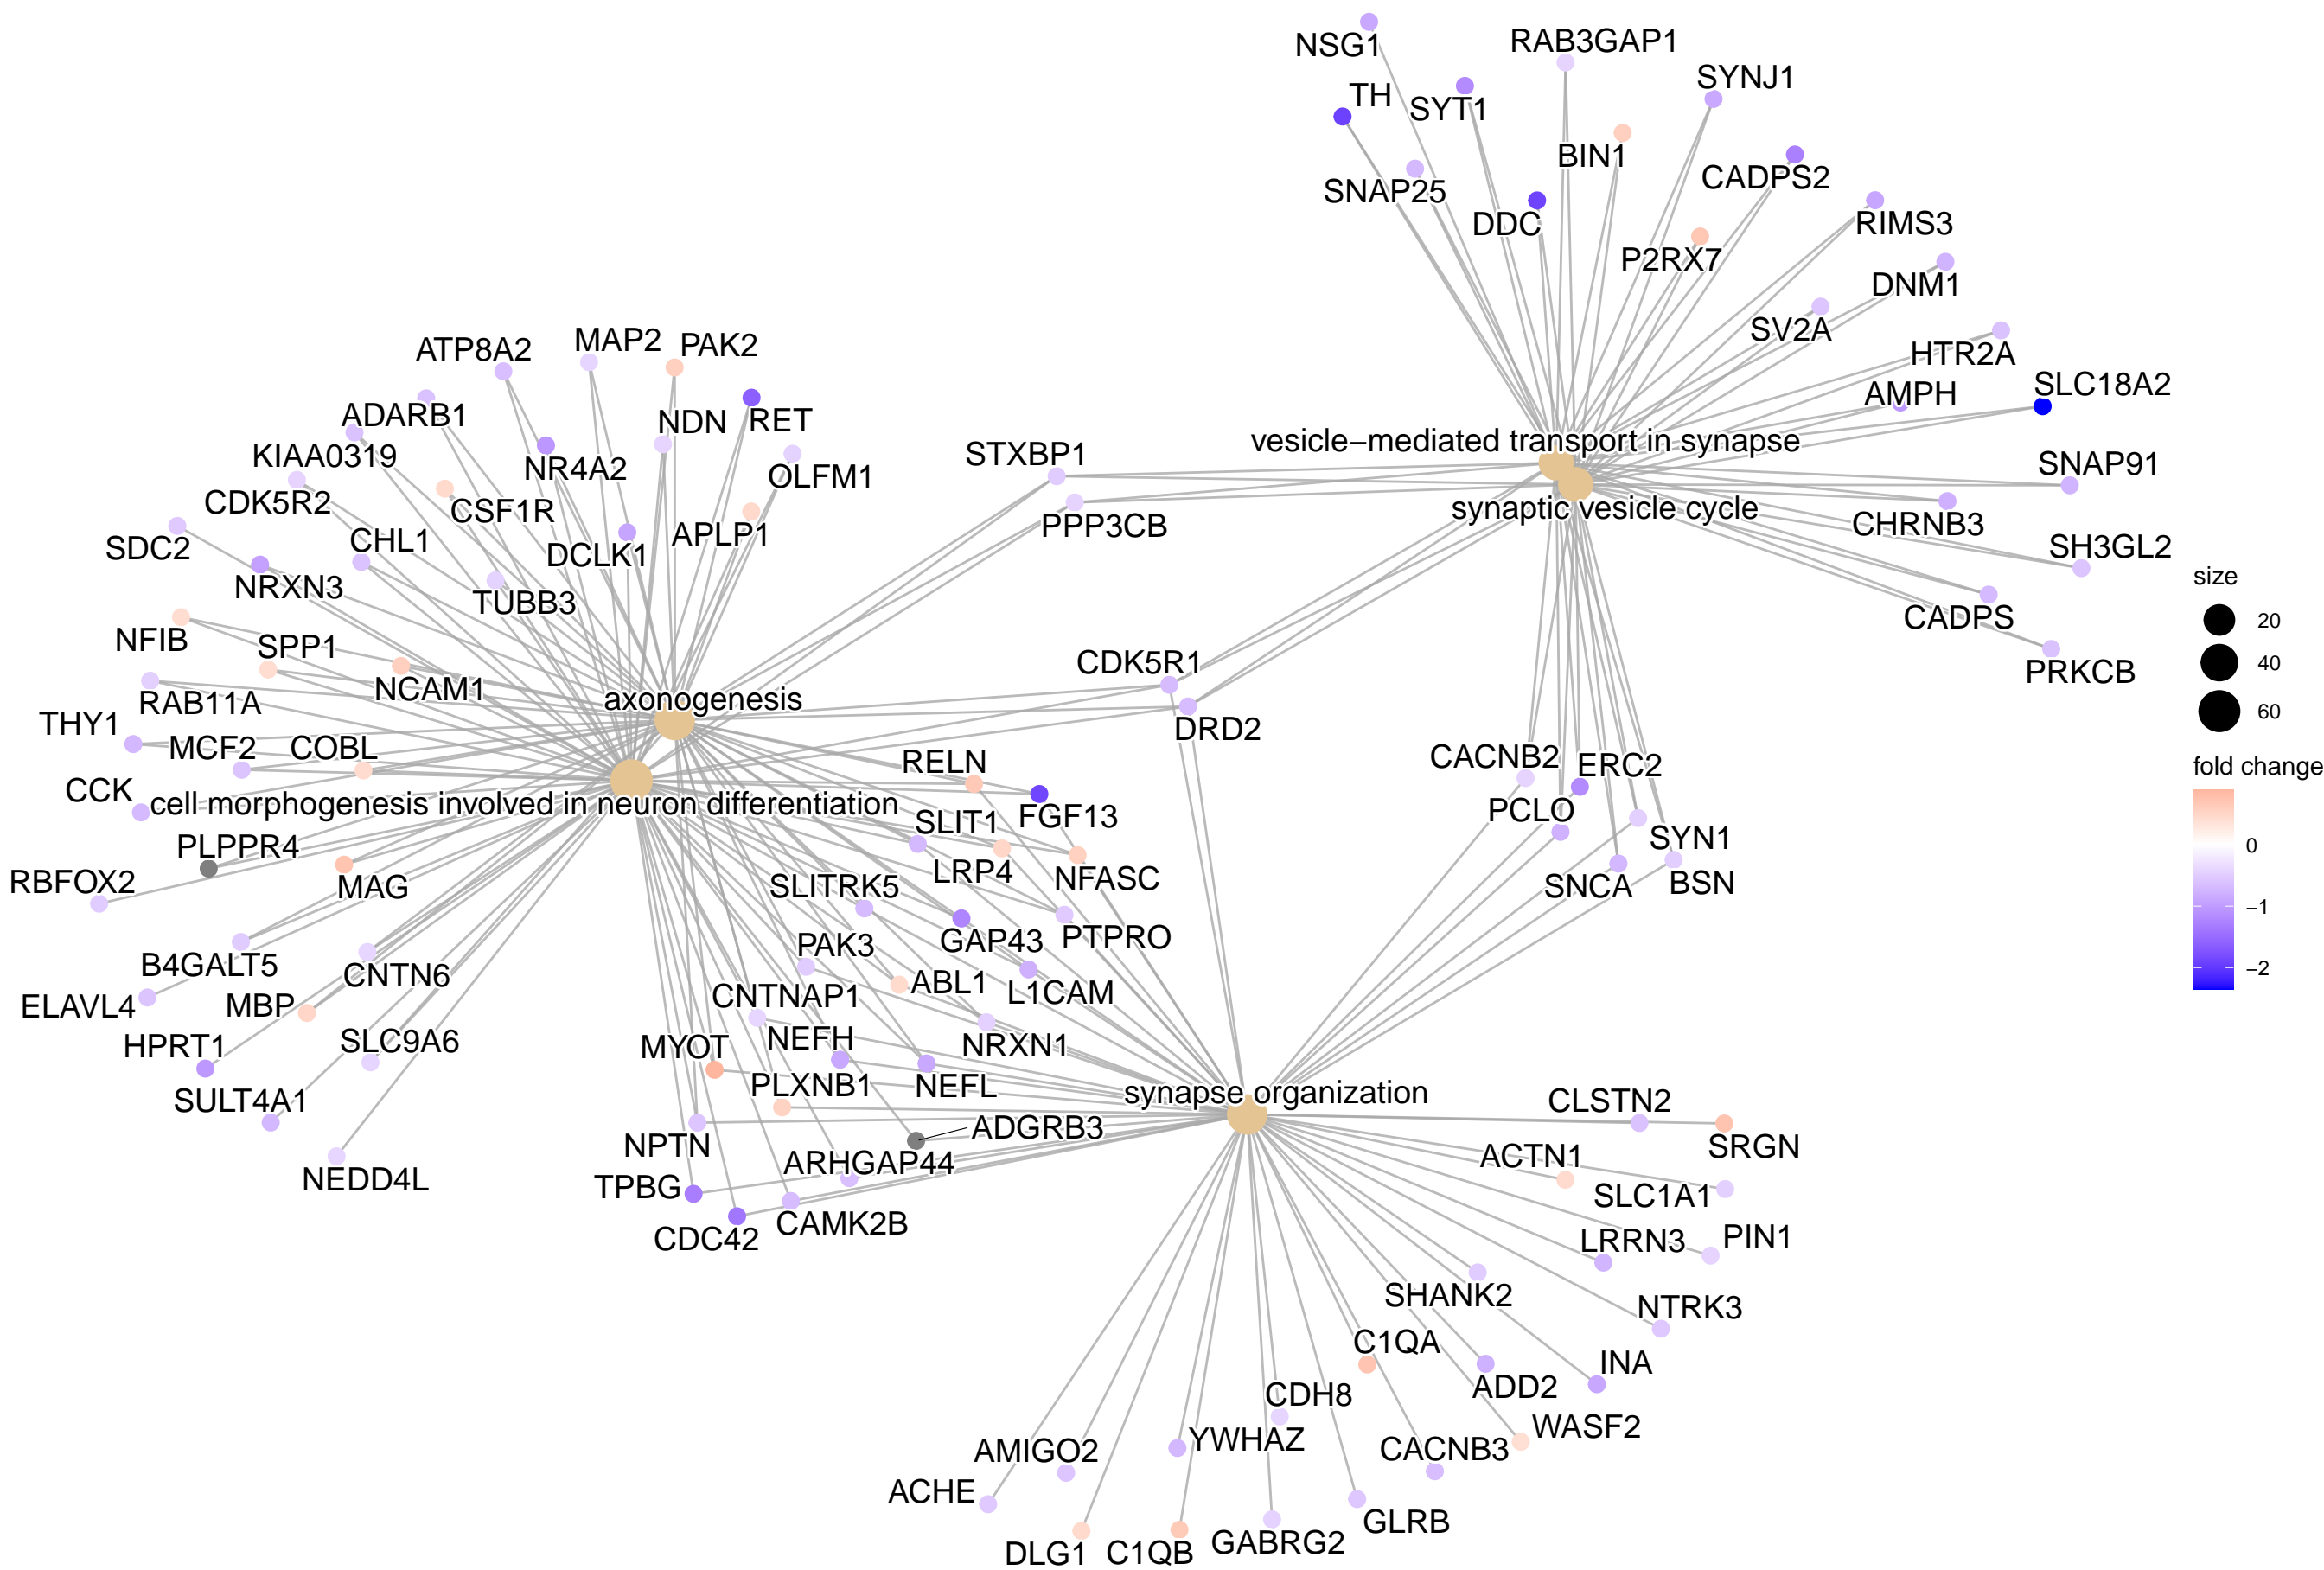 NSG1
RAB3GAP1
SYNJ1
TH
SYT1
BIN1
CADPS2
SNAP25
DDC
RIMS3
P2RX7
DNM1
SV2A
HTR2A
SLC18A2
AMPH
ATP8A2
MAP2
PAK2
ADARB1
NDN
RET
KIAA0319
NR4A2
OLFM1
STXBP1
vesicle−mediated transport in synapse
SNAP91
CDK5R2
CSF1R
APLP1
PPP3CB
synaptic vesicle cycle
CHRNB3
SDC2
CHL1
DCLK1
SH3GL2
NRXN3
TUBB3
CADPS
NFIB
SPP1
NCAM1
CDK5R1
PRKCB
RAB11A
axonogenesis
DRD2
THY1
MCF2
COBL
RELN
CACNB2
ERC2
CCK
cell morphogenesis involved in neuron differentiation
FGF13
PCLO
SLIT1
SYN1
PLPPR4
RBFOX2
MAG
SLITRK5
LRP4
NFASC
SNCA
BSN
PAK3
GAP43
PTPRO
B4GALT5
CNTN6
ELAVL4
MBP
CNTNAP1
ABL1
L1CAM
HPRT1
SLC9A6
MYOT
NEFH
NRXN1
SULT4A1
PLXNB1
NEFL
synapse organization
CLSTN2
SRGN
NPTN
ADGRB3
ACTN1
NEDD4L
ARHGAP44
TPBG
SLC1A1
CDC42
CAMK2B
LRRN3
PIN1
SHANK2
NTRK3
C1QA
INA
ADD2
CDH8
WASF2
AMIGO2
YWHAZ
CACNB3
ACHE
GLRB
DLG1
C1QB
GABRG2
size
20
40
60
fold change
0
−1
−2